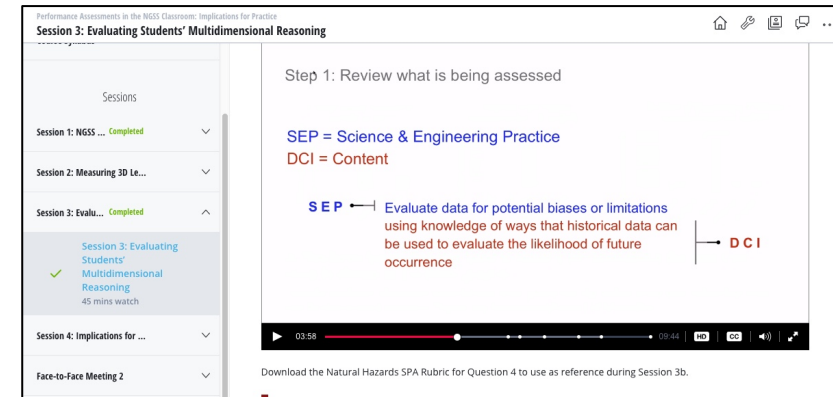 Performance Assessments in the NGSS Classroom: Implications for Practice
Session 3: Evaluating Students' Multidimensional Reasoning
Sessions
Session 1: NGSS ... Completed
Session 2: Measuring 3D Le...
Session 3: Evalu... Completed
Session 3: Evaluating
Students'
Multidimensional
Reasoning
45 mins watch
Session 4: Implications for ...
Face-to-Face Meeting 2
Step 1: Review what is being assessed
SEP = Science & Engineering Practice
DCI = Content
SEP
Evaluate data for potential biases or limitations
using knowledge of ways that historical data can
be used to evaluate the likelihood of future
occurrence
DCI
03:58
09:44
HD
CC
Download the Natural Hazards SPA Rubric for Question 4 to use as reference during Session 3b.